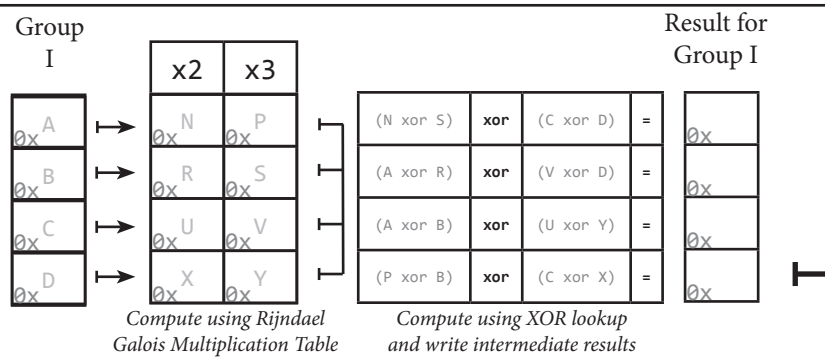 Group
I
x2 x3
Result for
Group I
0x A 0x N 0x P (N xor S) xor (C xor D) = 0x
0x B 0x R 0x S (A xor R) xor (V xor D) = 0x
0x C 0x U 0x V (A xor B) xor (U xor Y) = 0x
0x D 0x X 0x Y (P xor B) xor (C xor X) = 0x
Compute using Rijndael
Galois Multiplication Table
Compute using XOR lookup
and write intermediate results